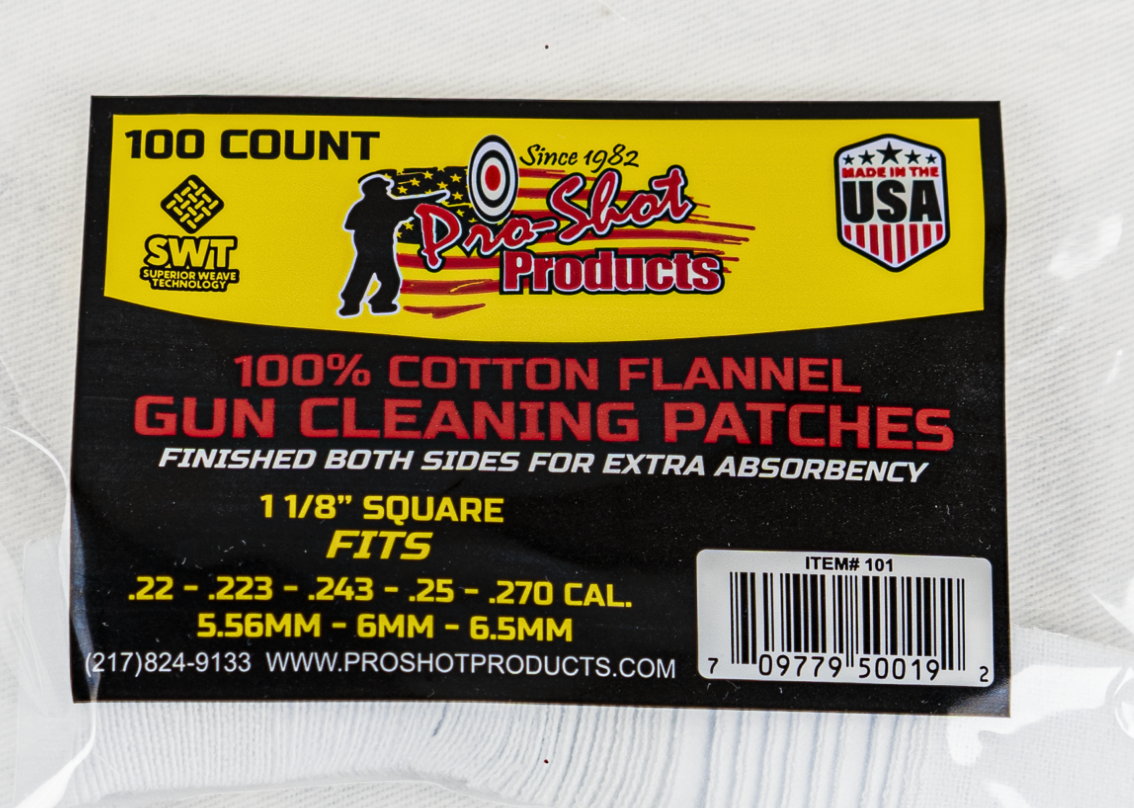 100 COUNT
SWT
SUPERIOR WEAVE
TECHNOLOGY
Since 1982
Pro-Shot
Products
MADE IN THE
USA
100% COTTON FLANNEL
GUN CLEANING PATCHES
FINISHED BOTH SIDES FOR EXTRA ABSORBENCY
1 1/8” SQUARE
FITS
.22 - .223 - .243 - .25 - .270 CAL.
5.56MM - 6MM - 6.5MM
(217)824-9133 WWW.PROSHOTPRODUCTS.COM
ITEM# 101
7 09779 50019 2